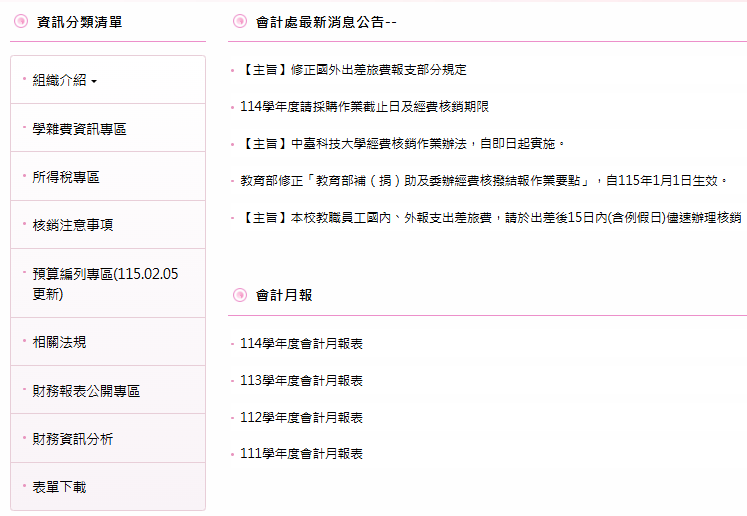 資訊分類清單
組織介紹
學雜費資訊專區
所得稅專區
核銷注意事項
預算編列專區(115.02.05
更新)
相關法規
財務報表公開專區
財務資訊分析
表單下載
會計處最新消息公告--
【主旨】修正國外出差旅費報支部分規定
114學年度請採購作業截止日及經費核銷期限
【主旨】中臺科技大學經費核銷作業辦法，自即日起實施。
教育部修正「教育部補（捐）助及委辦經費核撥結報作業要點」，自115年1月1日生效。
【主旨】本校教職員工國內、外報支出差旅費，請於出差後15日內(含例假日)儘速辦理核銷
會計月報
114學年度會計月報表
113學年度會計月報表
112學年度會計月報表
111學年度會計月報表